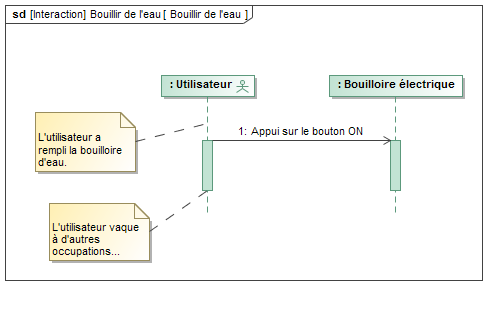 sd [Interaction] Bouillir de l'eau [ Bouillir de l'eau ]
: Utilisateur
: Bouilloire électrique
L'utilisateur a
rempli la bouilloire
d'eau.
1: Appui sur le bouton ON
L'utilisateur vaque
à d'autres
occupations...